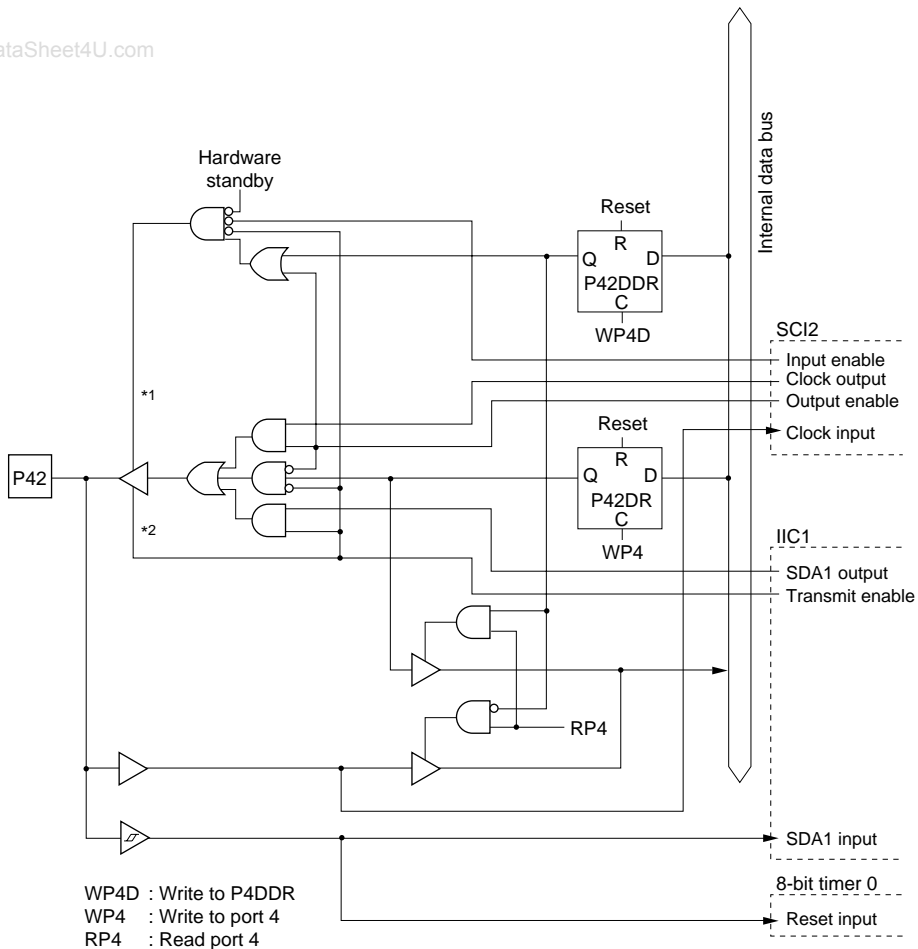 ataSheet4U.com
Hardware
standby
Reset
R
Q D
P42DDR
C
WP4D
Internal data bus
SCI2
Input enable
Clock output
Output enable
Clock input
*1
Reset
R
Q D
P42DR
C
WP4
P42
*2
IIC1
SDA1 output
Transmit enable
RP4
SDA1 input
8-bit timer 0
Reset input
WP4D : Write to P4DDR
WP4 : Write to port 4
RP4 : Read port 4